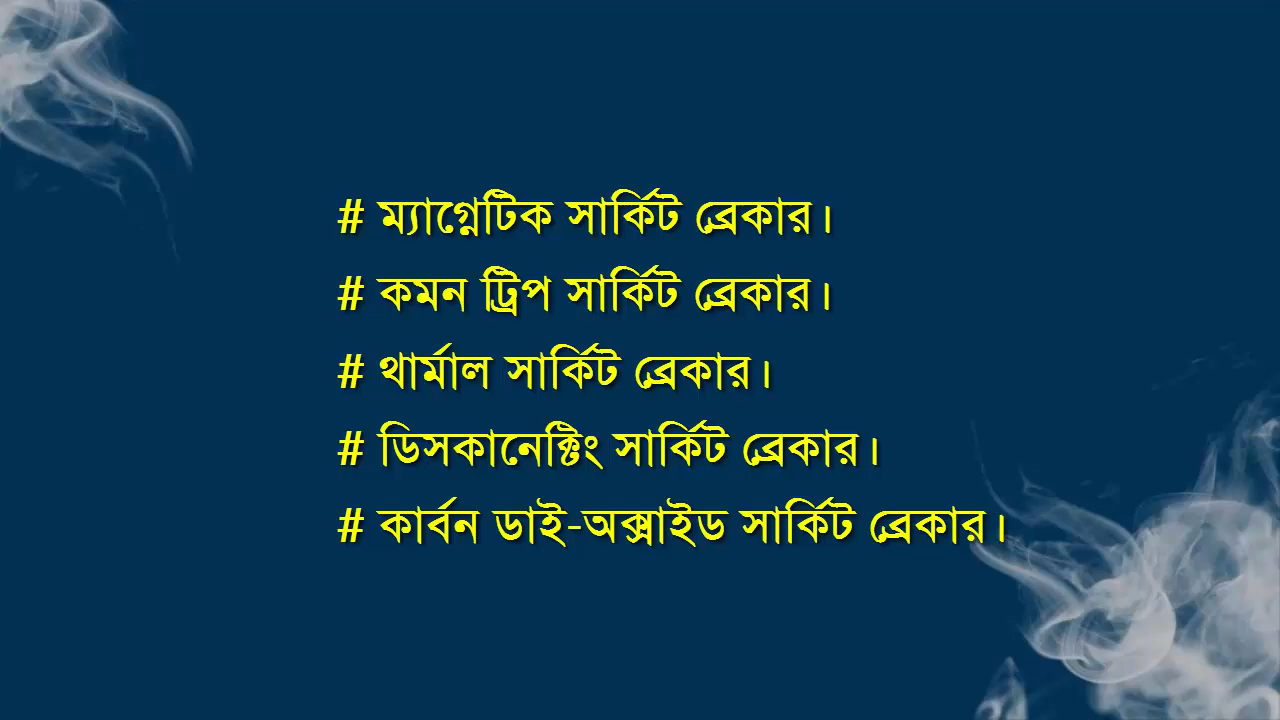 # ম্যাগ্নেটিক সার্কিট ব্রেকার।
# কমন ট্রিপ সার্কিট ব্রেকার।
# থার্মাল সার্কিট ব্রেকার।
# ডিসকানেক্টিং সার্কিট ব্রেকার।
# কার্বন ডাই-অক্সাইড সার্কিট ব্রেকার।